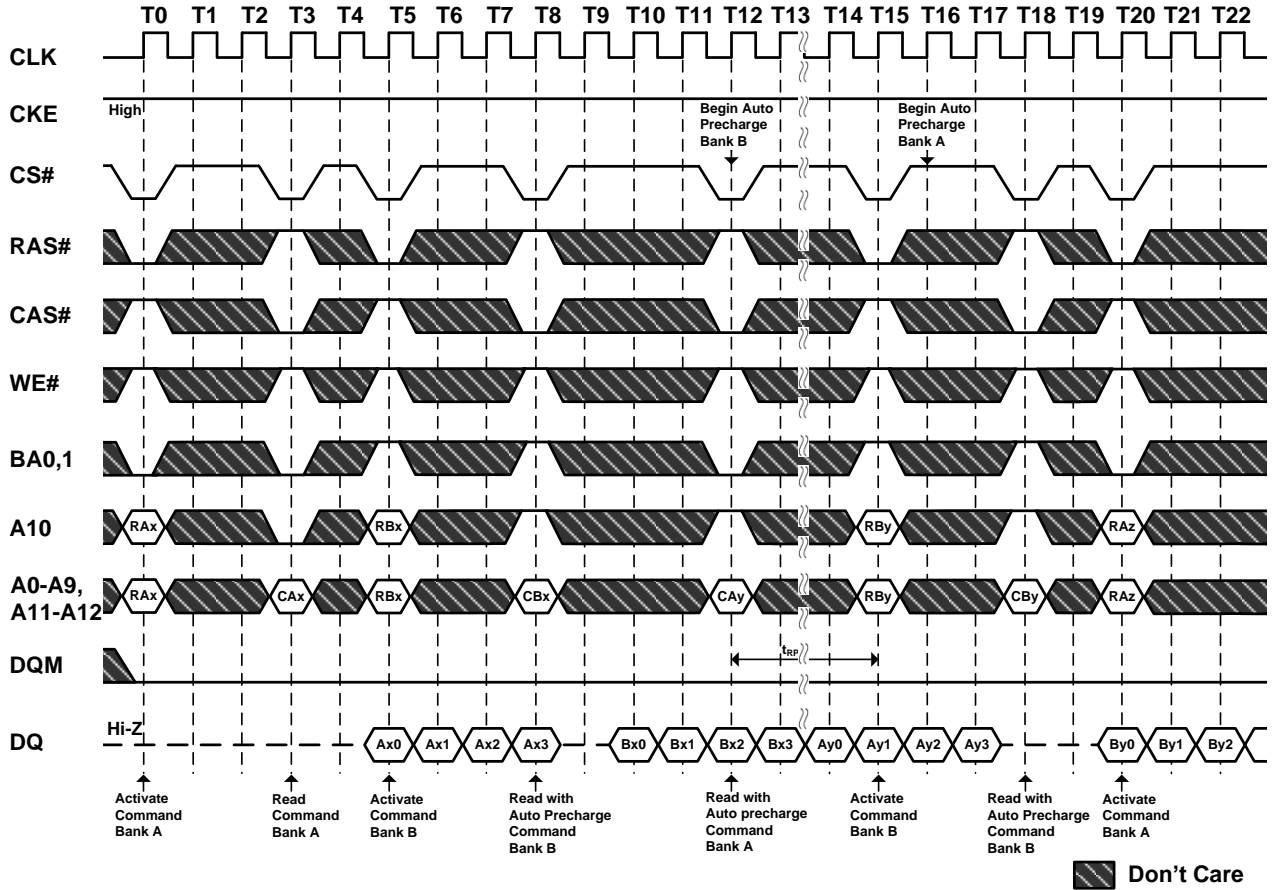 T0 T1 T2 T3 T4 T5 T6 T7 T8 T9 T10 T11 T12 T13 T14 T15 T16 T17 T18 T19 T20 T21 T22
CLK
CKE
High
Begin Auto
Precharge
Bank B
Begin Auto
Precharge
Bank A
CS#
RAS#
CAS#
WE#
BA0,1
A10
RAx RBx RBy RAz
A0-A9,
A11-A12
RAx CAx RBx CBx CAy RBy CBy RAz
DQM
tRP
DQ
Hi-Z
Ax0 Ax1 Ax2 Ax3 Bx0 Bx1 Bx2 Bx3 Ay0 Ay1 Ay2 Ay3 By0 By1 By2
Activate
Command
Bank A
Read
Command
Bank A
Activate
Command
Bank B
Read with
Auto Precharge
Command
Bank B
Read with
Auto precharge
Command
Bank A
Activate
Command
Bank B
Read with
Auto Precharge
Command
Bank B
Activate
Command
Bank A
Don't Care